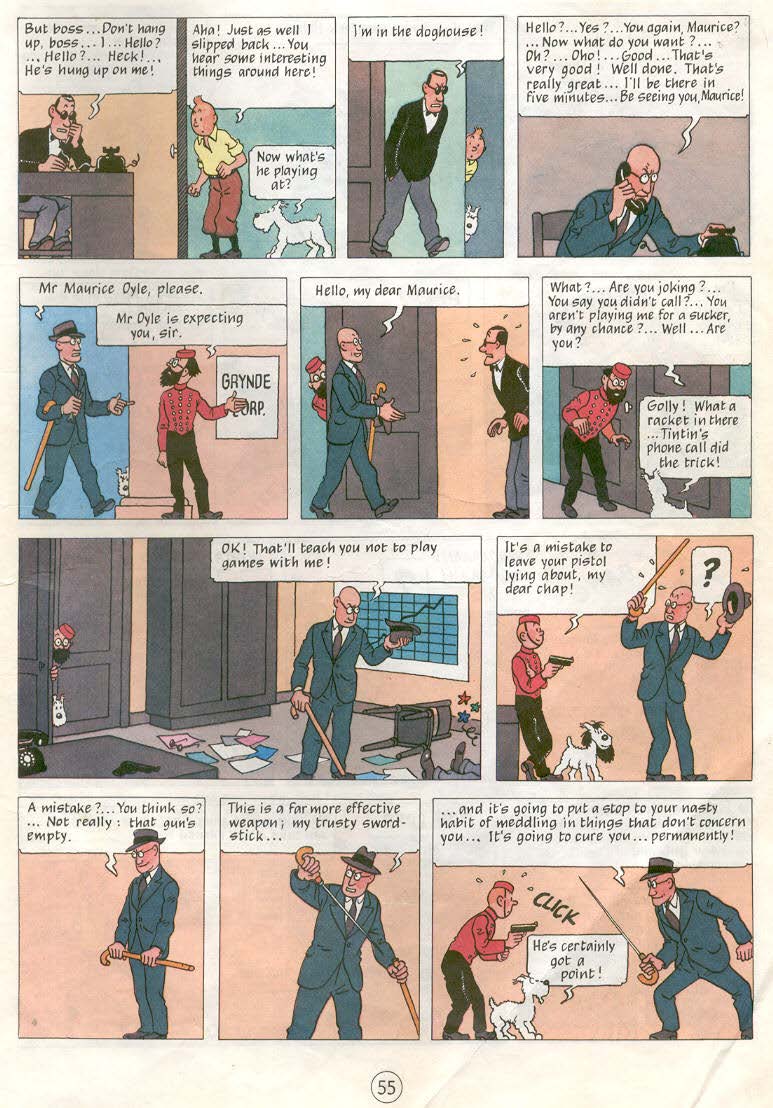 But boss...Don't hang
up, boss...I...Hello?
... Hello?... Heck!...
He's hung up on me!
Aha! Just as well I
slipped back...You
hear some interesting
things around here!
Now what's
he playing
at?
I'm in the doghouse!
Hello?...Yes?...You again, Maurice?
...Now what do you want?...
Oh?... Oho!...Good...That's
very good! Well done. That's
really great... I'll be there in
five minutes...Be seeing you, Maurice!
Mr Maurice Oyle, please.
Mr Oyle is expecting
you, sir.
GRYNDE
CORP.
Hello, my dear Maurice.
What?... Are you joking?...
You say you didn't call?...You
aren't playing me for a sucker,
by any chance?... Well...Are
you?
Golly! What a
racket in there
...Tintin's
phone call did
the trick!
OK! That'll teach you not to play
games with me!
It's a mistake to
leave your pistol
lying about, my
dear chap!
?
A mistake?...You think so?
... Not really: that gun's
empty.
This is a far more effective
weapon; my trusty sword-
stick...
...and it's going to put a stop to your nasty
habit of meddling in things that don't concern
you... It's going to cure you...permanently!
CLICK
He's certainly
got a
point!
55